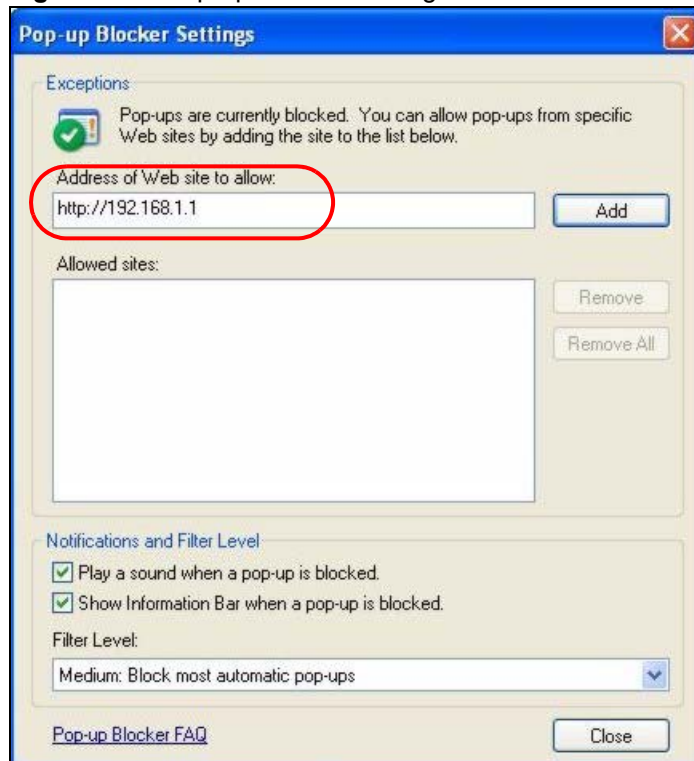 Pop-up Blocker Settings
Exceptions
Pop-ups are currently blocked. You can allow pop-ups from specific
Web sites by adding the site to the list below.
Address of Web site to allow:
http://192.168.1.1
Add
Allowed sites:
Remove
Remove All
Notifications and Filter Level
Play a sound when a pop-up is blocked.
Show Information Bar when a pop-up is blocked.
Filter Level:
Medium: Block most automatic pop-ups
Pop-up Blocker FAQ
Close